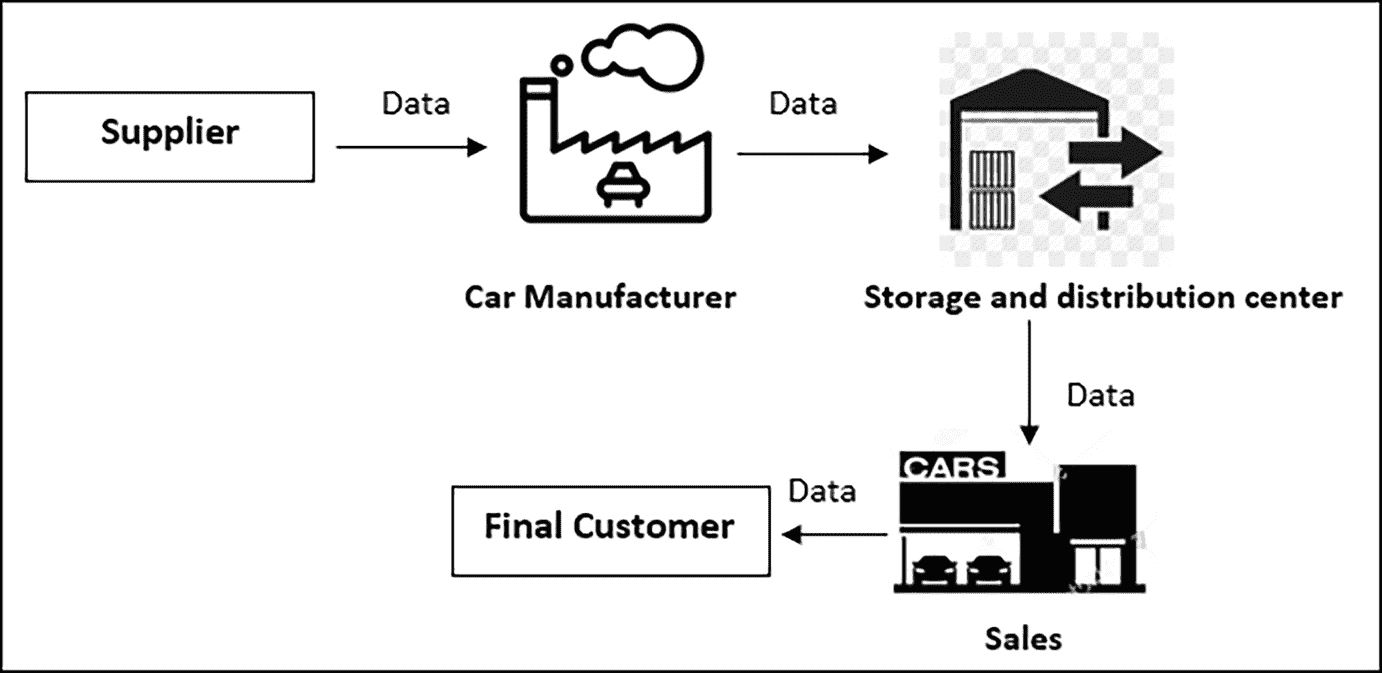 Supplier
Data
Data
Car Manufacturer
Storage and distribution center
Data
CARS
Data
Final Customer
Sales